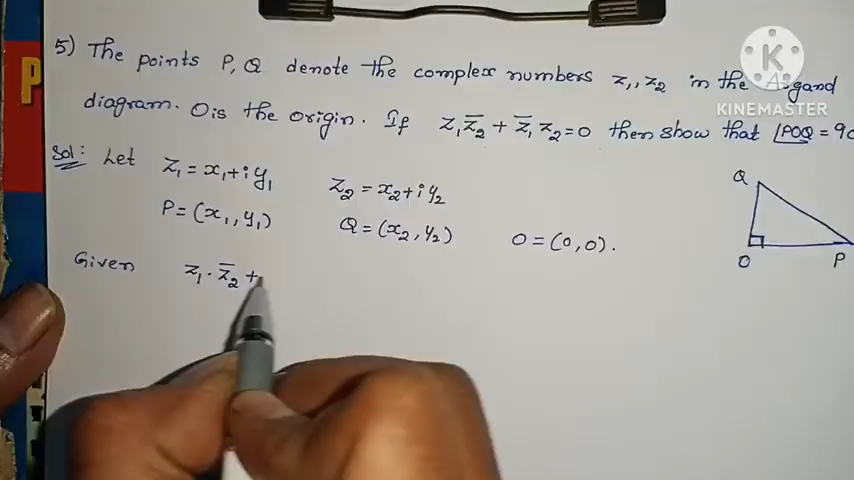 5) The points P, Q denote the complex numbers z₁, z₂ in the Argand
diagram. O is the origin. If z₁z̅₂ + z̅₁z₂ = 0 then show that ∠POQ = 90
Sol: Let z₁ = x₁ + iy₁ z₂ = x₂ + iy₂
P = (x₁, y₁) Q = (x₂, y₂) O = (0, 0).
Given z₁ · z̅₂ +
Q
O P
K
KINEMASTER
P